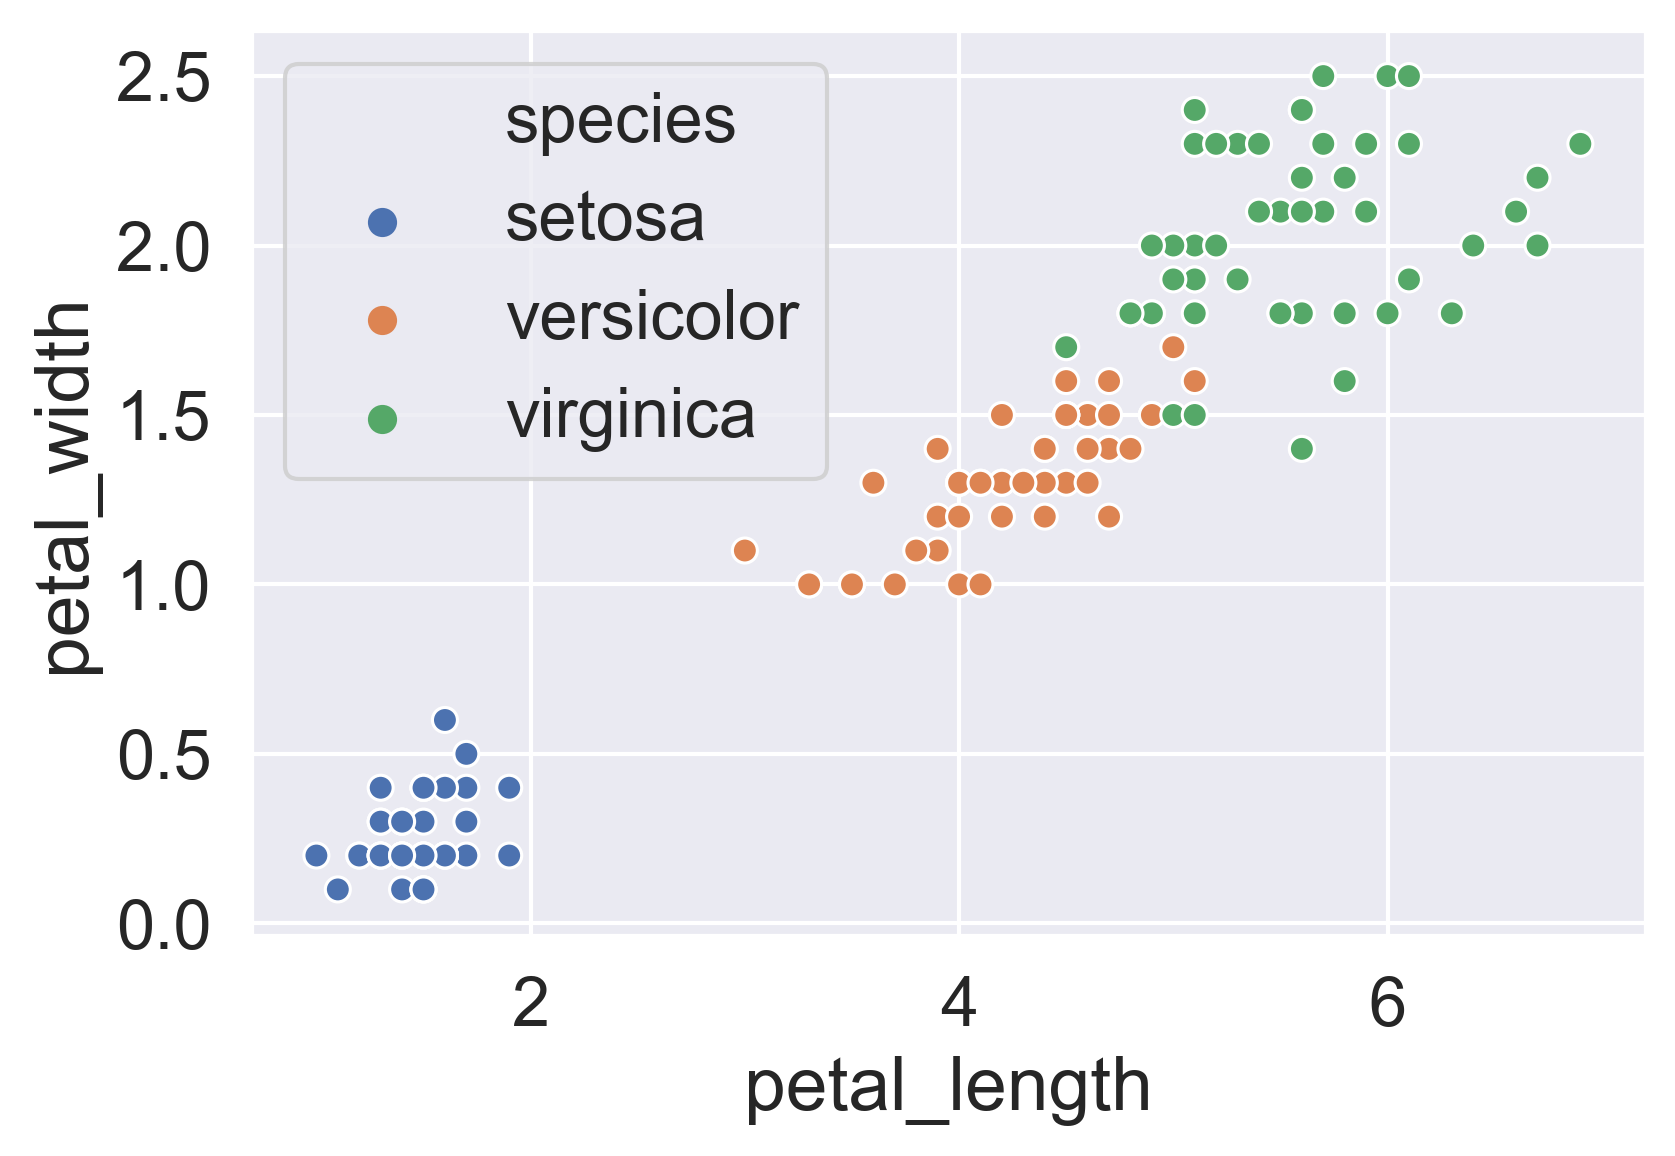 species
setosa
versicolor
virginica
petal_width
2.5
2.0
1.5
1.0
0.5
0.0
2 4 6
petal_length